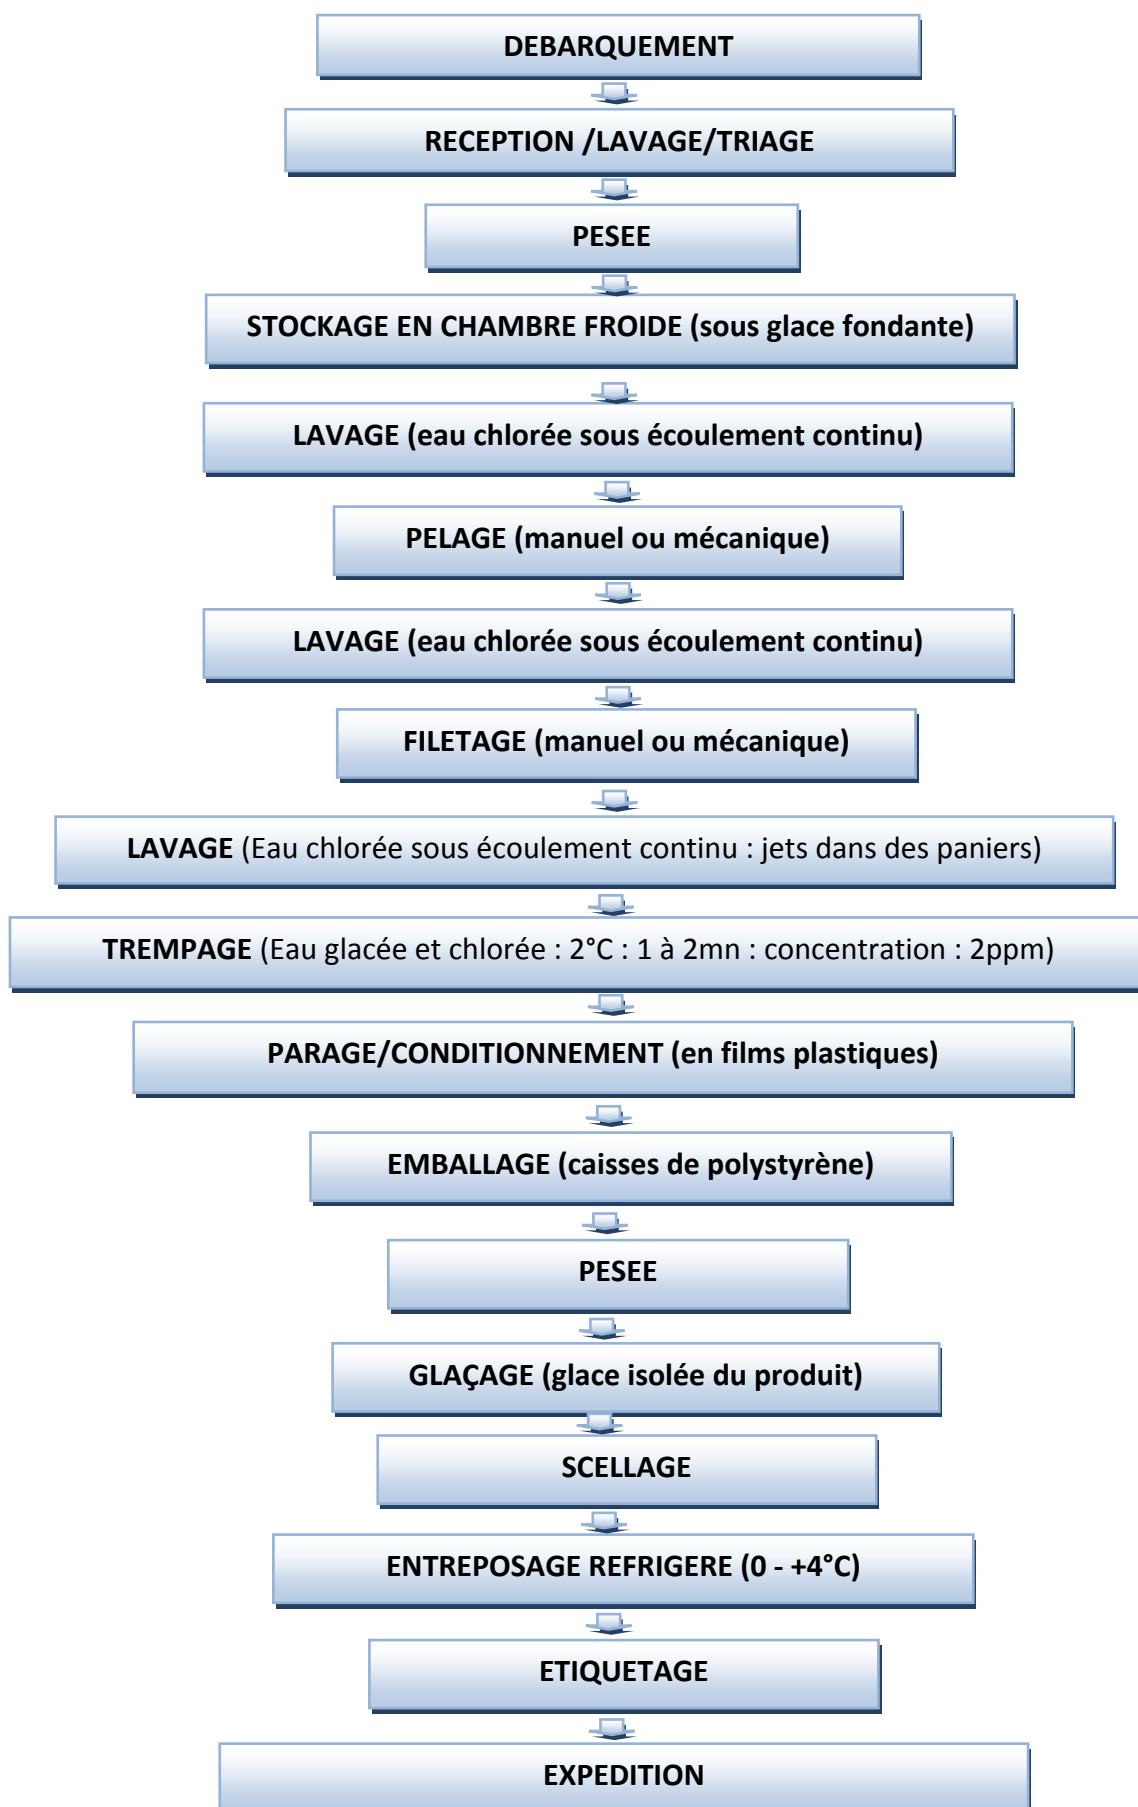 DEBARQUEMENT
RECEPTION /LAVAGE/TRIAGE
PESEE
STOCKAGE EN CHAMBRE FROIDE (sous glace fondante)
LAVAGE (eau chlorée sous écoulement continu)
PELAGE (manuel ou mécanique)
LAVAGE (eau chlorée sous écoulement continu)
FILETAGE (manuel ou mécanique)
LAVAGE (Eau chlorée sous écoulement continu : jets dans des paniers)
TREMPAGE (Eau glacée et chlorée : 2°C : 1 à 2mn : concentration : 2ppm)
PARAGE/CONDITIONNEMENT (en films plastiques)
EMBALLAGE (caisses de polystyrène)
PESEE
GLAÇAGE (glace isolée du produit)
SCELLAGE
ENTREPOSAGE REFRIGERE (0 - +4°C)
ETIQUETAGE
EXPEDITION